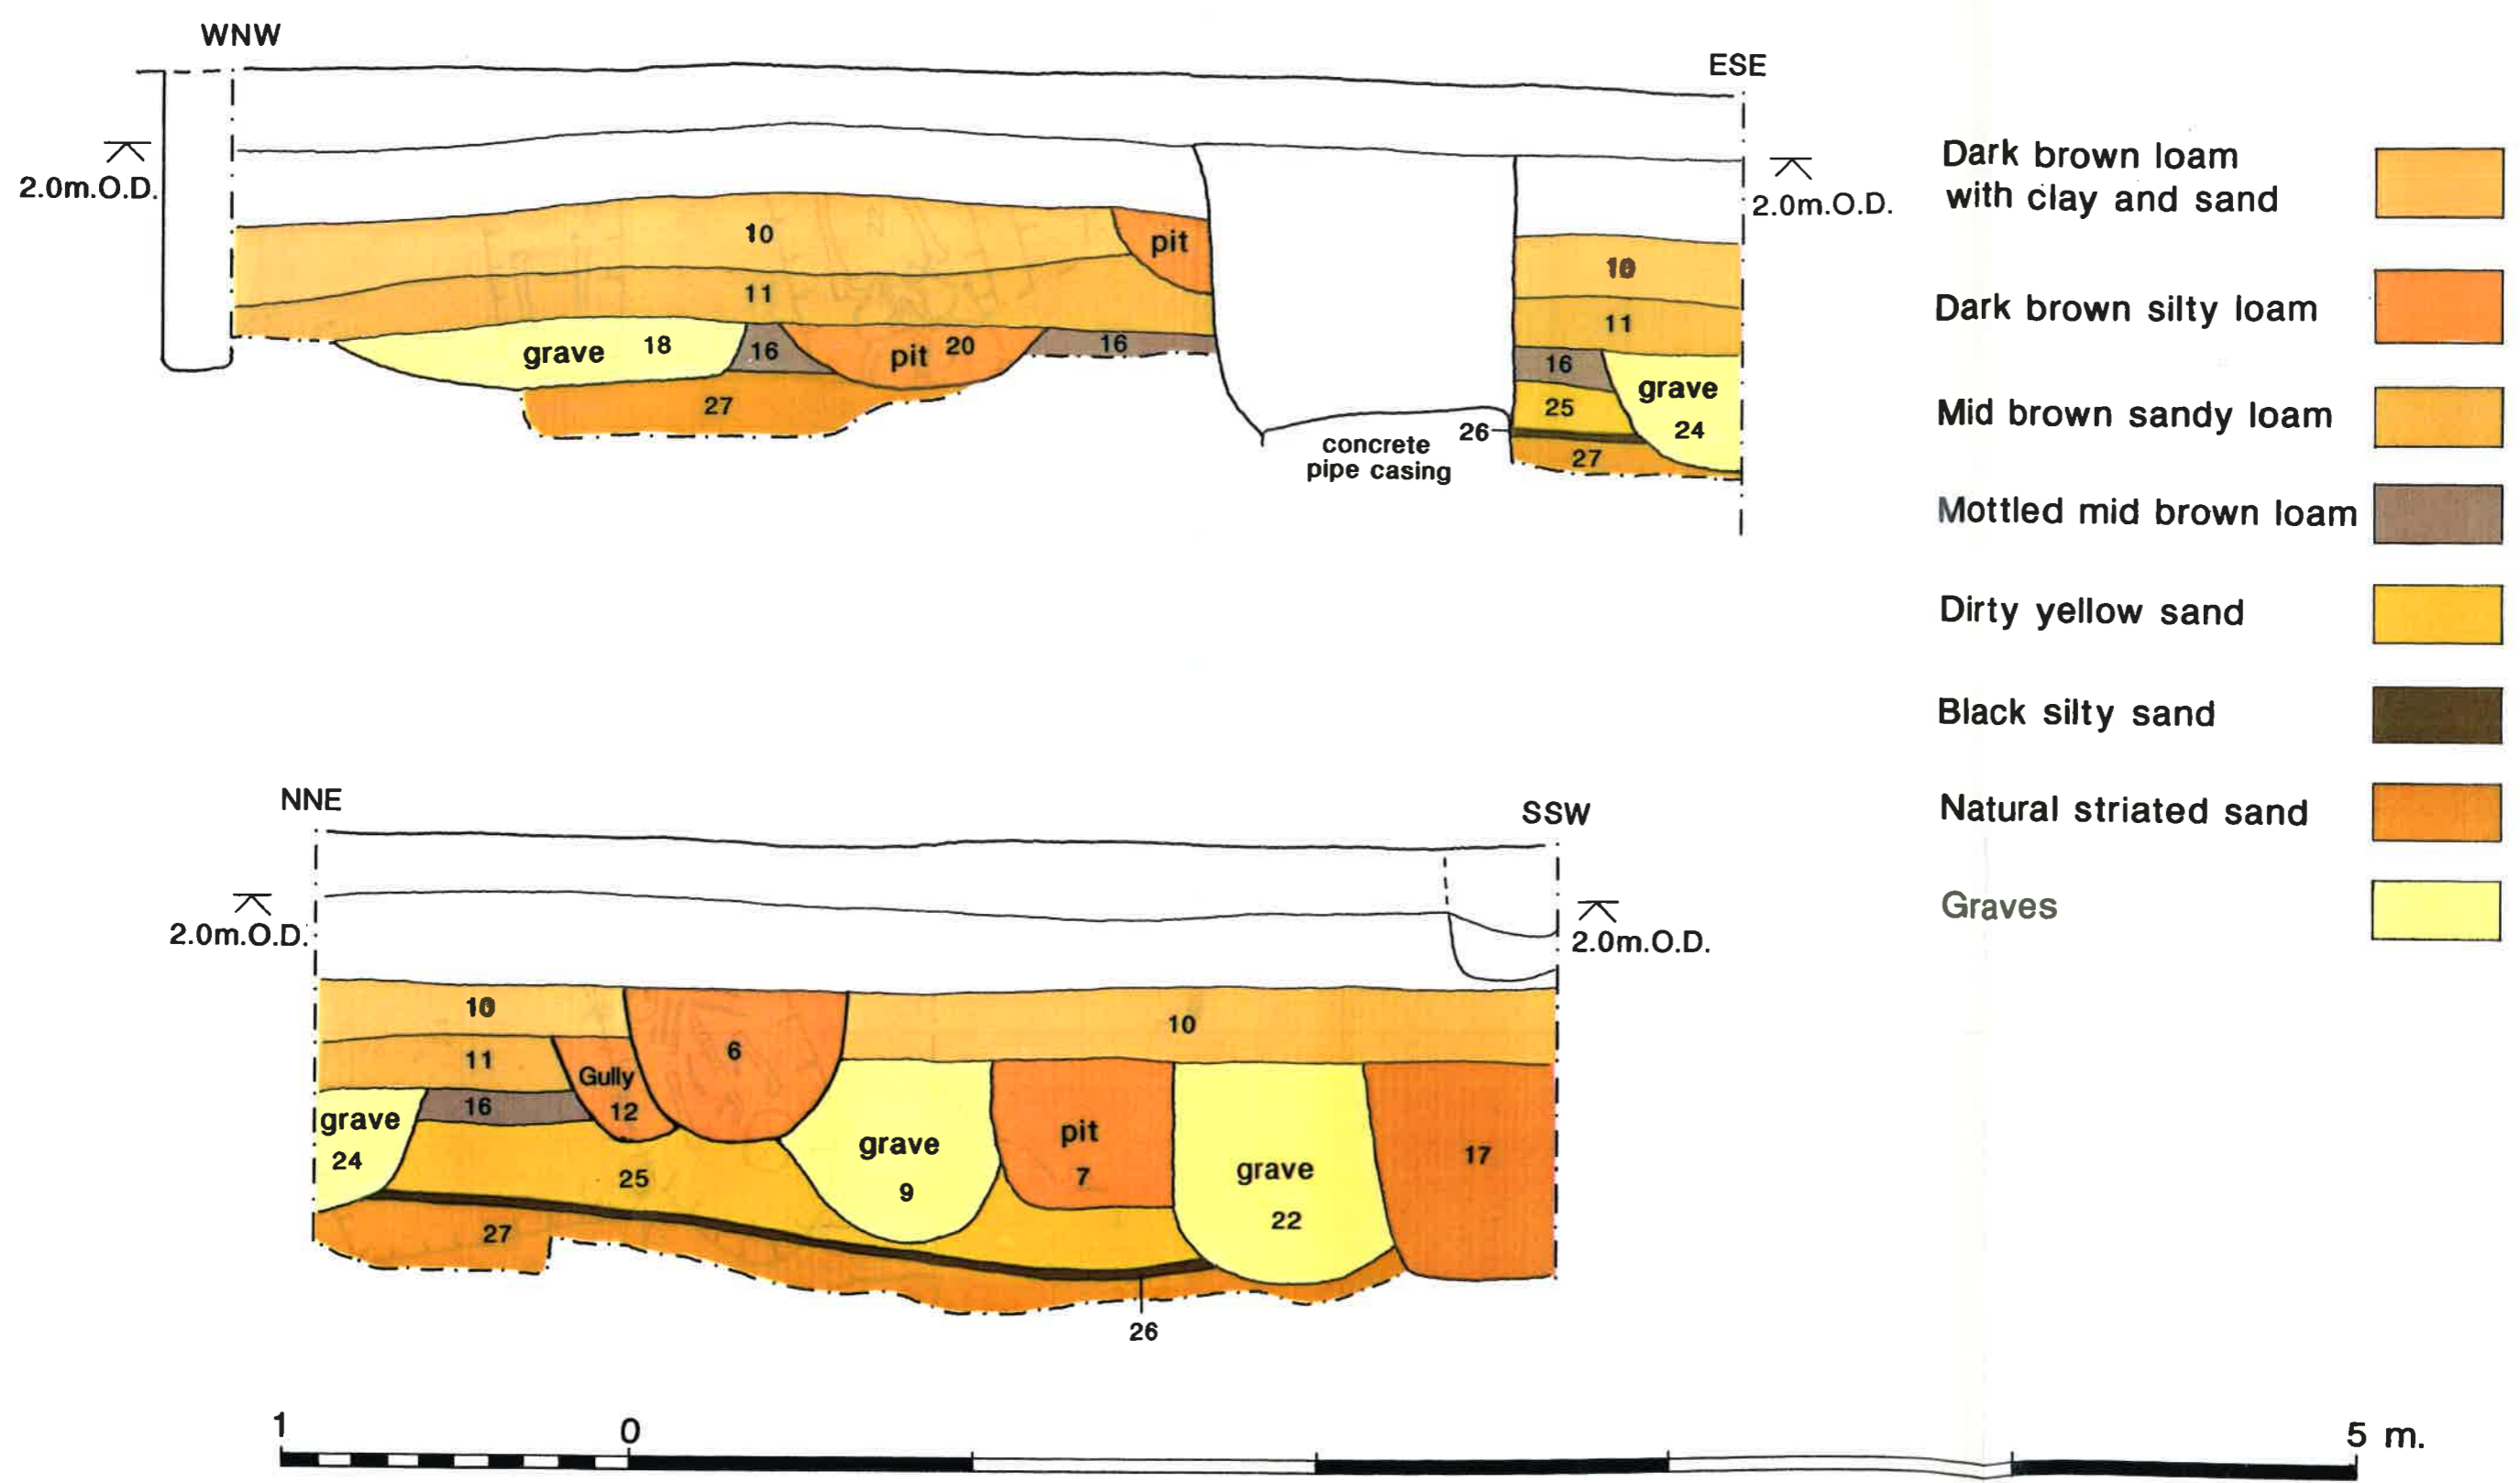 WNW
ESE
2.0m.O.D.
2.0m.O.D.
10
pit
11
grave 18
16
pit 20
16
27
10
11
16
grave
25
24
26
27
concrete
pipe casing
Dark brown loam
with clay and sand
Dark brown silty loam
Mid brown sandy loam
Mottled mid brown loam
Dirty yellow sand
Black silty sand
Natural striated sand
Graves
NNE
SSW
2.0m.O.D.
2.0m.O.D.
10
6
10
11
Gully
12
16
grave
24
25
27
grave
9
pit
7
grave
22
17
26
1 0 5 m.